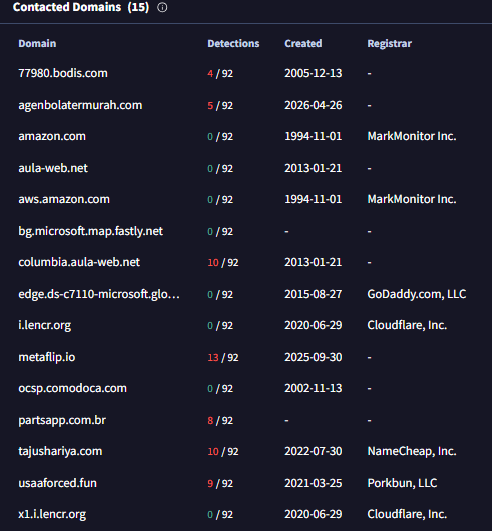 Contacted Domains (15)
Domain Detections Created Registrar
77980.bodis.com 4 / 92 2005-12-13 -
agenbolatermurah.com 5 / 92 2026-04-26 -
amazon.com 0 / 92 1994-11-01 MarkMonitor Inc.
aula-web.net 0 / 92 2013-01-21 -
aws.amazon.com 0 / 92 1994-11-01 MarkMonitor Inc.
bg.microsoft.map.fastly.net 0 / 92 - -
columbia.aula-web.net 10 / 92 2013-01-21 -
edge.ds-c7110-microsoft.glo... 0 / 92 2015-08-27 GoDaddy.com, LLC
i.lencr.org 0 / 92 2020-06-29 Cloudflare, Inc.
metaflip.io 13 / 92 2025-09-30 -
ocsp.comodoca.com 0 / 92 2002-11-13 -
partsapp.com.br 8 / 92 - -
tajushariya.com 10 / 92 2022-07-30 NameCheap, Inc.
usaaforced.fun 9 / 92 2021-03-25 Porkbun, LLC
x1.i.lencr.org 0 / 92 2020-06-29 Cloudflare, Inc.